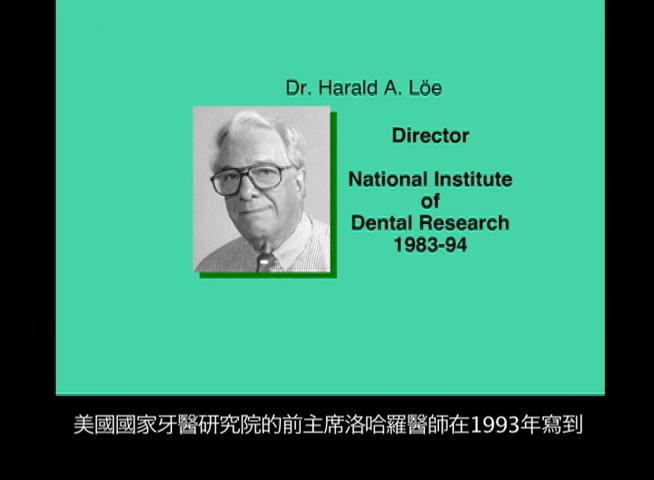 Dr. Harald A. Löe
Director
National Institute
of
Dental Research
1983-94
美國國家牙醫研究院的前主席洛哈羅醫師在1993年寫到